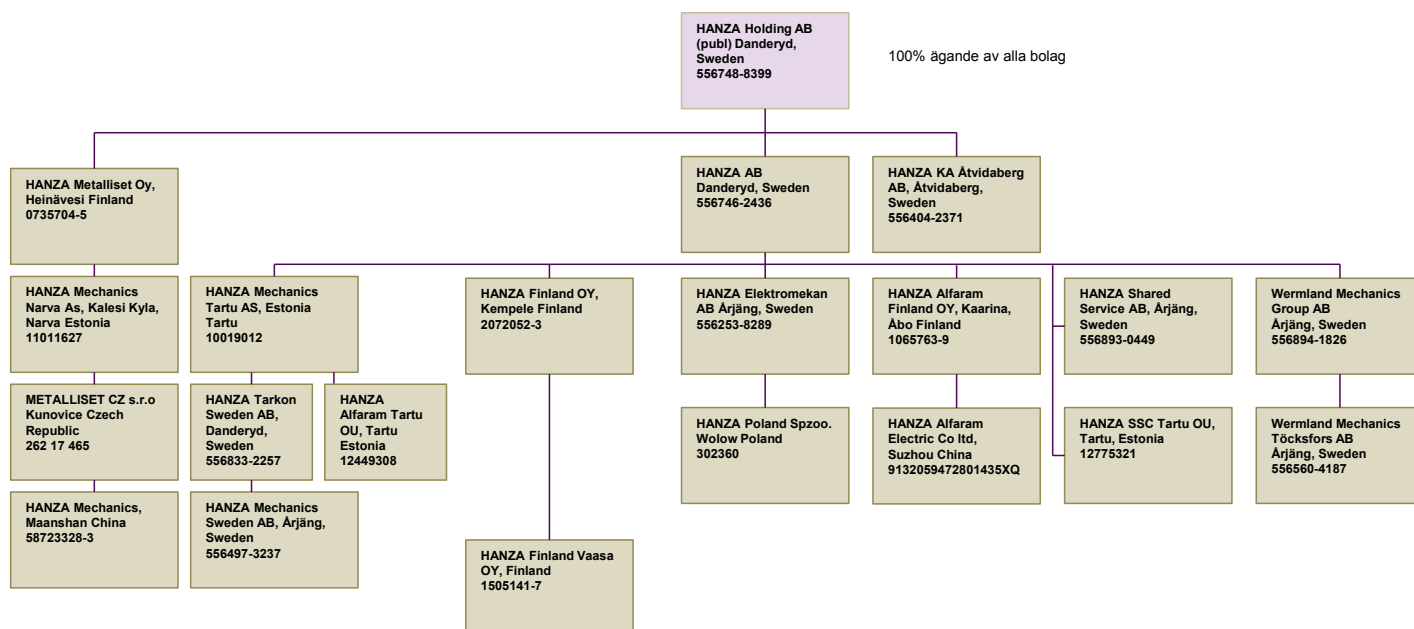 HANZA Holding AB
(publ) Danderyd,
Sweden
556748-8399
100% ägande av alla bolag
HANZA Metalliset Oy,
Heinävesi Finland
0735704-5
HANZA AB
Danderyd, Sweden
556746-2436
HANZA KA Åtvidaberg
AB, Åtvidaberg,
Sweden
556404-2371
HANZA Mechanics
Narva As, Kalesi Kyla,
Narva Estonia
11011627
HANZA Mechanics
Tartu AS, Estonia
Tartu
10019012
HANZA Finland OY,
Kempele Finland
2072052-3
HANZA Elektromekan
AB Årjäng, Sweden
556253-8289
HANZA Alfaram
Finland OY, Kaarina,
Åbo Finland
1065763-9
HANZA Shared
Service AB, Årjäng,
Sweden
556893-0449
Wermland Mechanics
Group AB
Årjäng, Sweden
556894-1826
METALLISET CZ s.r.o
Kunovice Czech
Republic
262 17 465
HANZA Tarkon
Sweden AB,
Danderyd,
Sweden
556833-2257
HANZA
Alfaram Tartu
OU, Tartu
Estonia
12449308
HANZA Poland Spzoo.
Wolow Poland
302360
HANZA Alfaram
Electric Co ltd,
Suzhou China
9132059472801435XQ
HANZA SSC Tartu OU,
Tartu, Estonia
12775321
Wermland Mechanics
Töcksfors AB
Årjäng, Sweden
556560-4187
HANZA Mechanics,
Maanshan China
58723328-3
HANZA Mechanics
Sweden AB, Årjäng,
Sweden
556497-3237
HANZA Finland Vaasa
OY, Finland
1505141-7